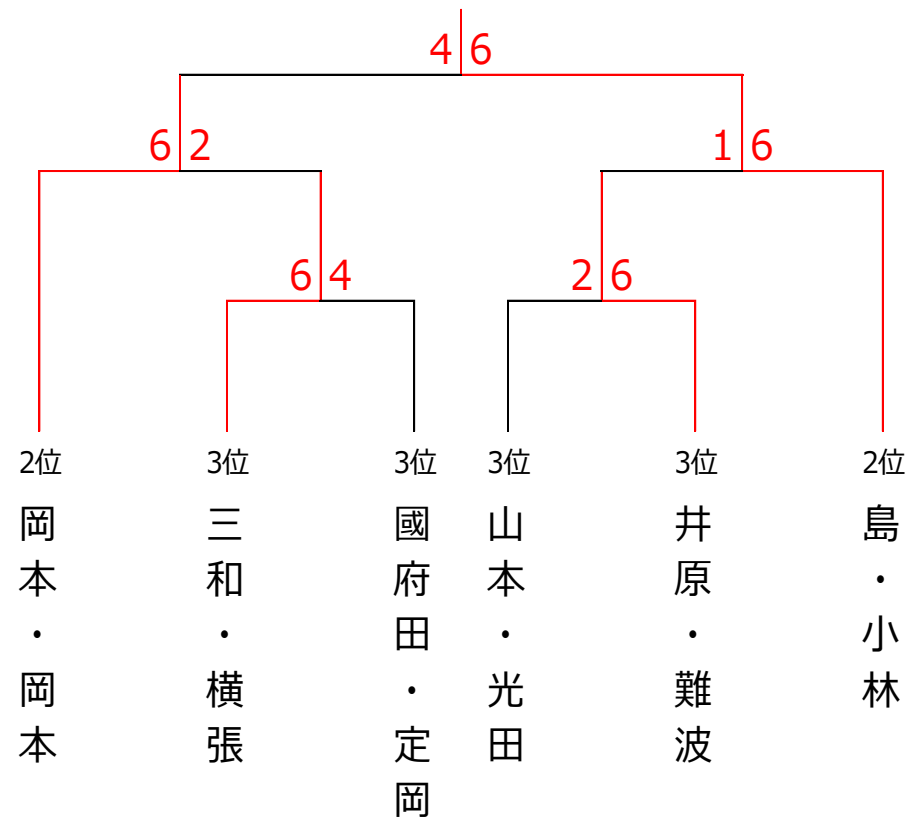 4 6
6 2
1 6
6 4
2 6
2位
3位
3位
3位
3位
2位
岡本・岡本
三和・横張
國府田・定岡
山本・光田
井原・難波
島・小林